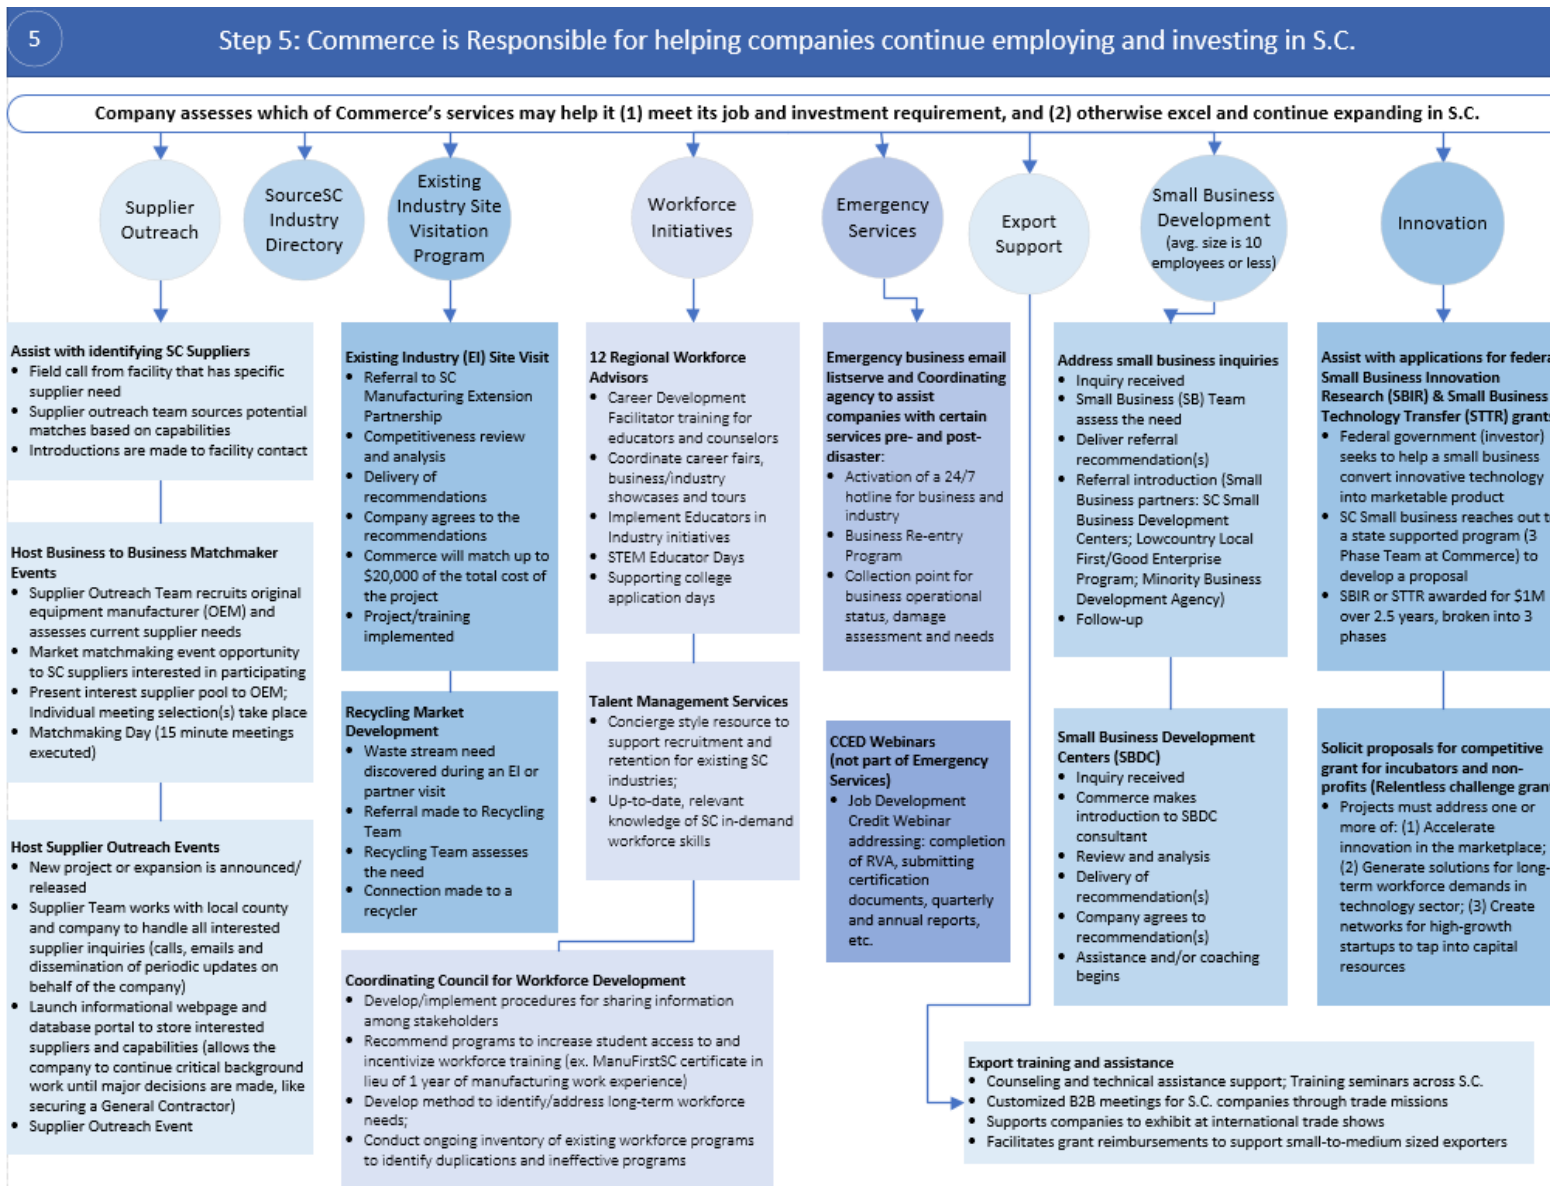 5
Step 5: Commerce is Responsible for helping companies continue employing and investing in S.C.
Company assesses which of Commerce's services may help it (1) meet its job and investment requirement, and (2) otherwise excel and continue expanding in S.C.
Supplier
Outreach
SourceSC
Industry
Directory
Existing
Industry Site
Visitation
Program
Workforce
Initiatives
Emergency
Services
Export
Support
Small Business
Development
(avg. size is 10
employees or less)
Innovation
Assist with identifying SC Suppliers
• Field call from facility that has specific
supplier need
• Supplier outreach team sources potential
matches based on capabilities
• Introductions are made to facility contact
Host Business to Business Matchmaker
Events
• Supplier Outreach Team recruits original
equipment manufacturer (OEM) and
assesses current supplier needs
• Market matchmaking event opportunity
to SC suppliers interested in participating
• Present interest supplier pool to OEM;
Individual meeting selection(s) take place
• Matchmaking Day (15 minute meetings
executed)
Host Supplier Outreach Events
• New project or expansion is announced/
released
• Supplier Team works with local county
and company to handle all interested
supplier inquiries (calls, emails and
dissemination of periodic updates on
behalf of the company)
• Launch informational webpage and
database portal to store interested
suppliers and capabilities (allows the
company to continue critical background
work until major decisions are made, like
securing a General Contractor)
• Supplier Outreach Event
Existing Industry (EI) Site Visit
• Referral to SC
Manufacturing Extension
Partnership
• Competitiveness review
and analysis
• Delivery of
recommendations
• Company agrees to the
recommendations
• Commerce will match up to
$20,000 of the total cost of
the project
• Project/training
implemented
Recycling Market
Development
• Waste stream need
discovered during an EI or
partner visit
• Referral made to Recycling
Team
• Recycling Team assesses
the need
• Connection made to a
recycler
12 Regional Workforce
Advisors
• Career Development
Facilitator training for
educators and counselors
• Coordinate career fairs,
business/industry
showcases and tours
• Implement Educators in
Industry initiatives
• STEM Educator Days
• Supporting college
application days
Talent Management Services
• Concierge style resource to
support recruitment and
retention for existing SC
industries;
• Up-to-date, relevant
knowledge of SC in-demand
workforce skills
Coordinating Council for Workforce Development
• Develop/implement procedures for sharing information
among stakeholders
• Recommend programs to increase student access to and
incentivize workforce training (ex. ManuFirstSC certificate in
lieu of 1 year of manufacturing work experience)
• Develop method to identify/address long-term workforce
needs;
• Conduct ongoing inventory of existing workforce programs
to identify duplications and ineffective programs
Emergency business email
listserve and Coordinating
agency to assist
companies with certain
services pre- and post-
disaster:
• Activation of a 24/7
hotline for business and
industry
• Business Re-entry
Program
• Collection point for
business operational
status, damage
assessment and needs
CCED Webinars
(not part of Emergency
Services)
• Job Development
Credit Webinar
addressing: completion
of RVA, submitting
certification
documents, quarterly
and annual reports,
etc.
Address small business inquiries
• Inquiry received
• Small Business (SB) Team
assess the need
• Deliver referral
recommendation(s)
• Referral introduction (Small
Business partners: SC Small
Business Development
Centers; Lowcountry Local
First/Good Enterprise
Program; Minority Business
Development Agency)
• Follow-up
Small Business Development
Centers (SBDC)
• Inquiry received
• Commerce makes
introduction to SBDC
consultant
• Review and analysis
• Delivery of
recommendation(s)
• Company agrees to
recommendation(s)
• Assistance and/or coaching
begins
Assist with applications for federa
Small Business Innovation
Research (SBIR) & Small Business
Technology Transfer (STTR) grants
• Federal government (investor)
seeks to help a small business
convert innovative technology
into marketable product
• SC Small business reaches out t
a state supported program (3
Phase Team at Commerce) to
develop a proposal
• SBIR or STTR awarded for $1M
over 2.5 years, broken into 3
phases
Solicit proposals for competitive
grant for incubators and non-
profits (Relentless challenge grant
• Projects must address one or
more of: (1) Accelerate
innovation in the marketplace;
(2) Generate solutions for long-
term workforce demands in
technology sector; (3) Create
networks for high-growth
startups to tap into capital
resources
Export training and assistance
• Counseling and technical assistance support; Training seminars across S.C.
• Customized B2B meetings for S.C. companies through trade missions
• Supports companies to exhibit at international trade shows
• Facilitates grant reimbursements to support small-to-medium sized exporters